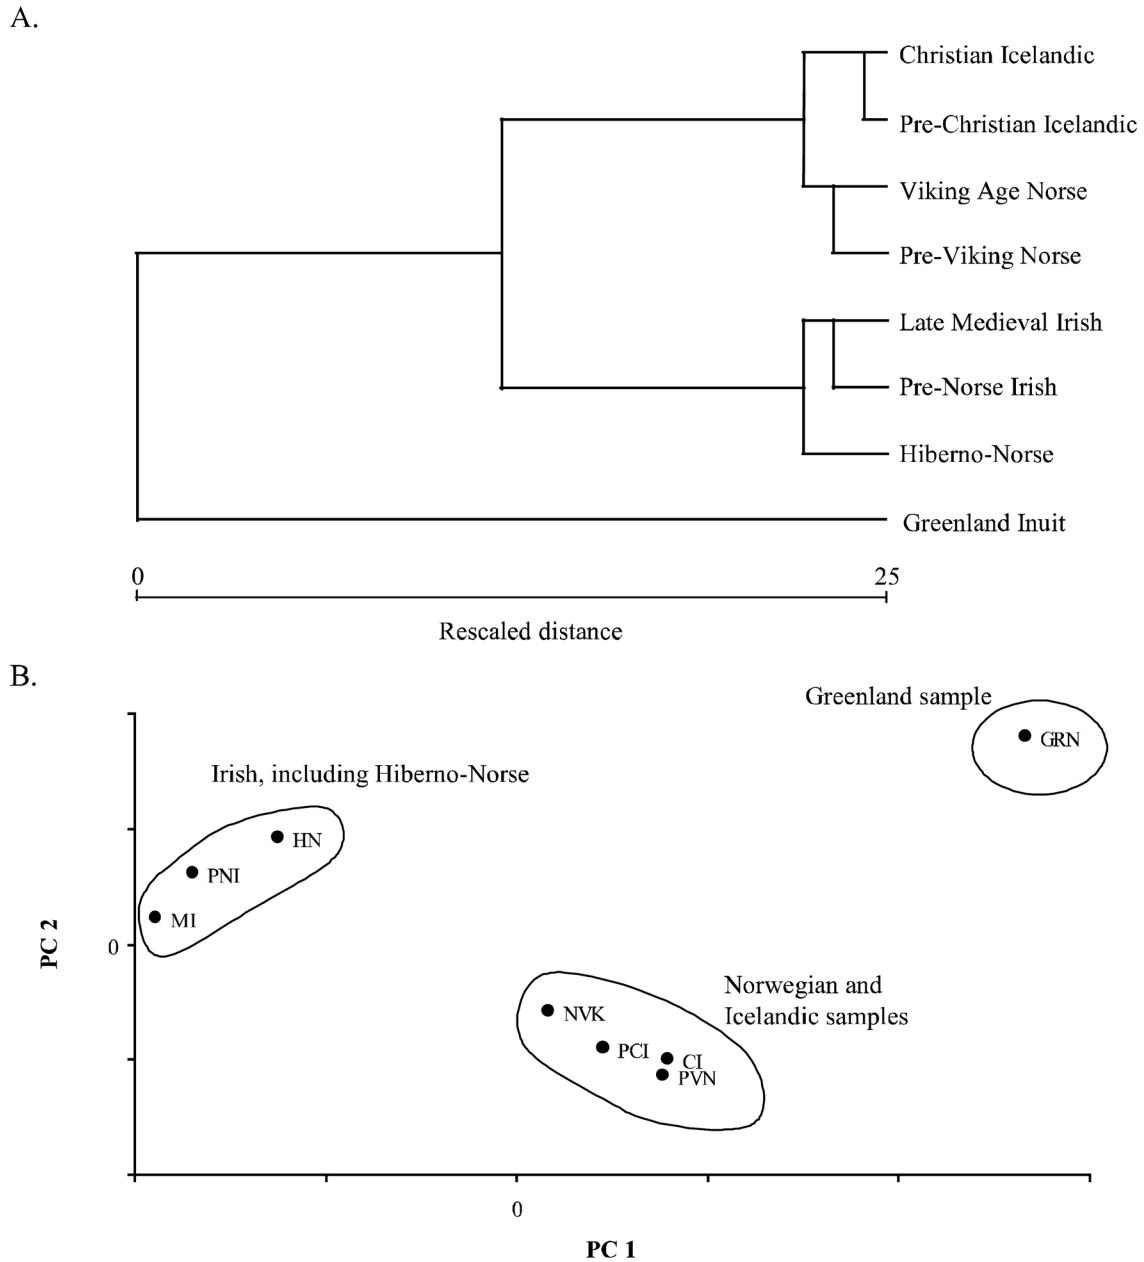 A.
Christian Icelandic
Pre-Christian Icelandic
Viking Age Norse
Pre-Viking Norse
Late Medieval Irish
Pre-Norse Irish
Hiberno-Norse
Greenland Inuit
0 25
Rescaled distance
B.
Greenland sample
GRN
Irish, including Hiberno-Norse
HN
PNI
MI
0
PC 2
Norwegian and
Icelandic samples
NVK
PCI
CI
PVN
0
PC 1